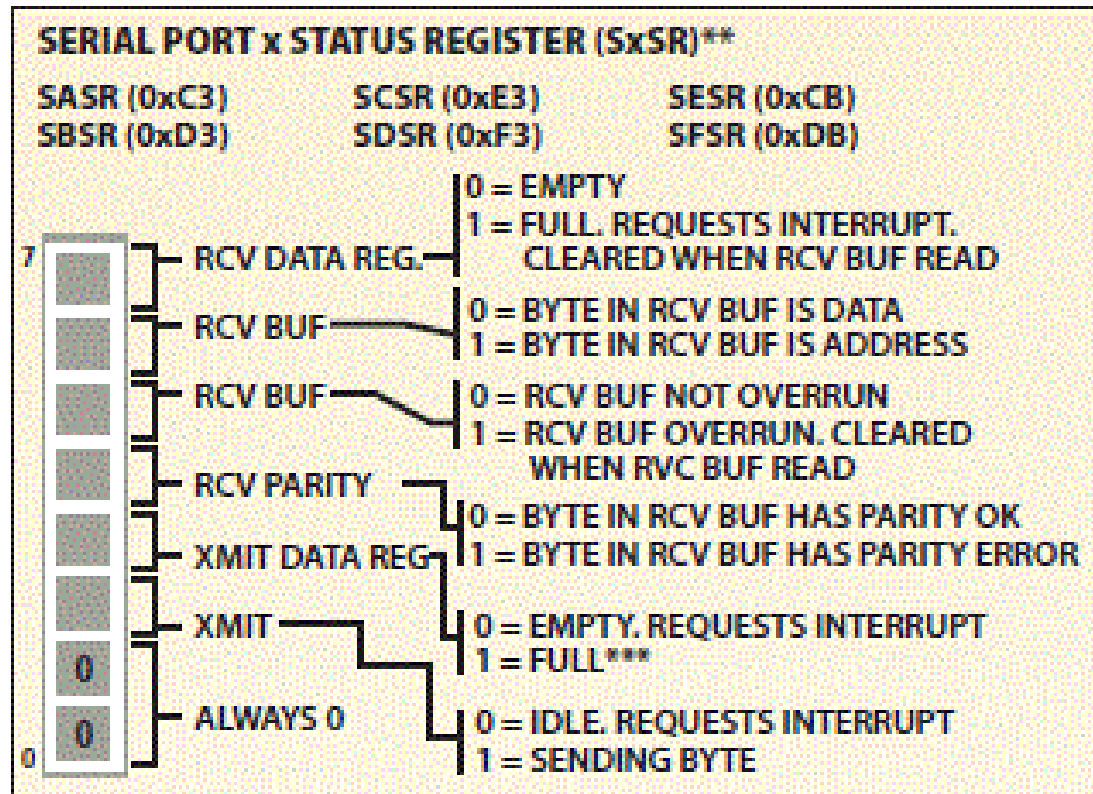 SERIAL PORT x STATUS REGISTER (SxSR)**
SASR (0xC3) SCSR (0xE3) SESR (0xCB)
SBSR (0xD3) SDSR (0xF3) SFSR (0xDB)
7
RCV DATA REG.
0 = EMPTY
1 = FULL. REQUESTS INTERRUPT.
CLEARED WHEN RCV BUF READ
RCV BUF
0 = BYTE IN RCV BUF IS DATA
1 = BYTE IN RCV BUF IS ADDRESS
RCV BUF
0 = RCV BUF NOT OVERRUN
1 = RCV BUF OVERRUN. CLEARED
WHEN RVC BUF READ
RCV PARITY
0 = BYTE IN RCV BUF HAS PARITY OK
1 = BYTE IN RCV BUF HAS PARITY ERROR
XMIT DATA REG
0 = EMPTY. REQUESTS INTERRUPT
1 = FULL***
XMIT
0 = IDLE. REQUESTS INTERRUPT
1 = SENDING BYTE
0
0
ALWAYS 0
0